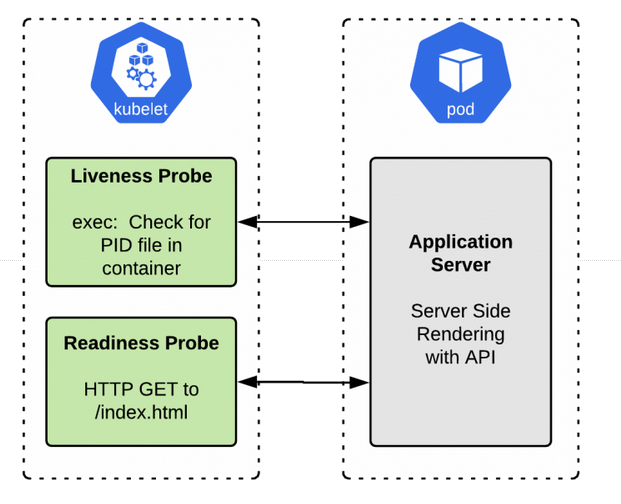 kubelet
pod
Liveness Probe
exec: Check for
PID file in
container
Readiness Probe
HTTP GET to
/index.html
Application
Server
Server Side
Rendering
with API